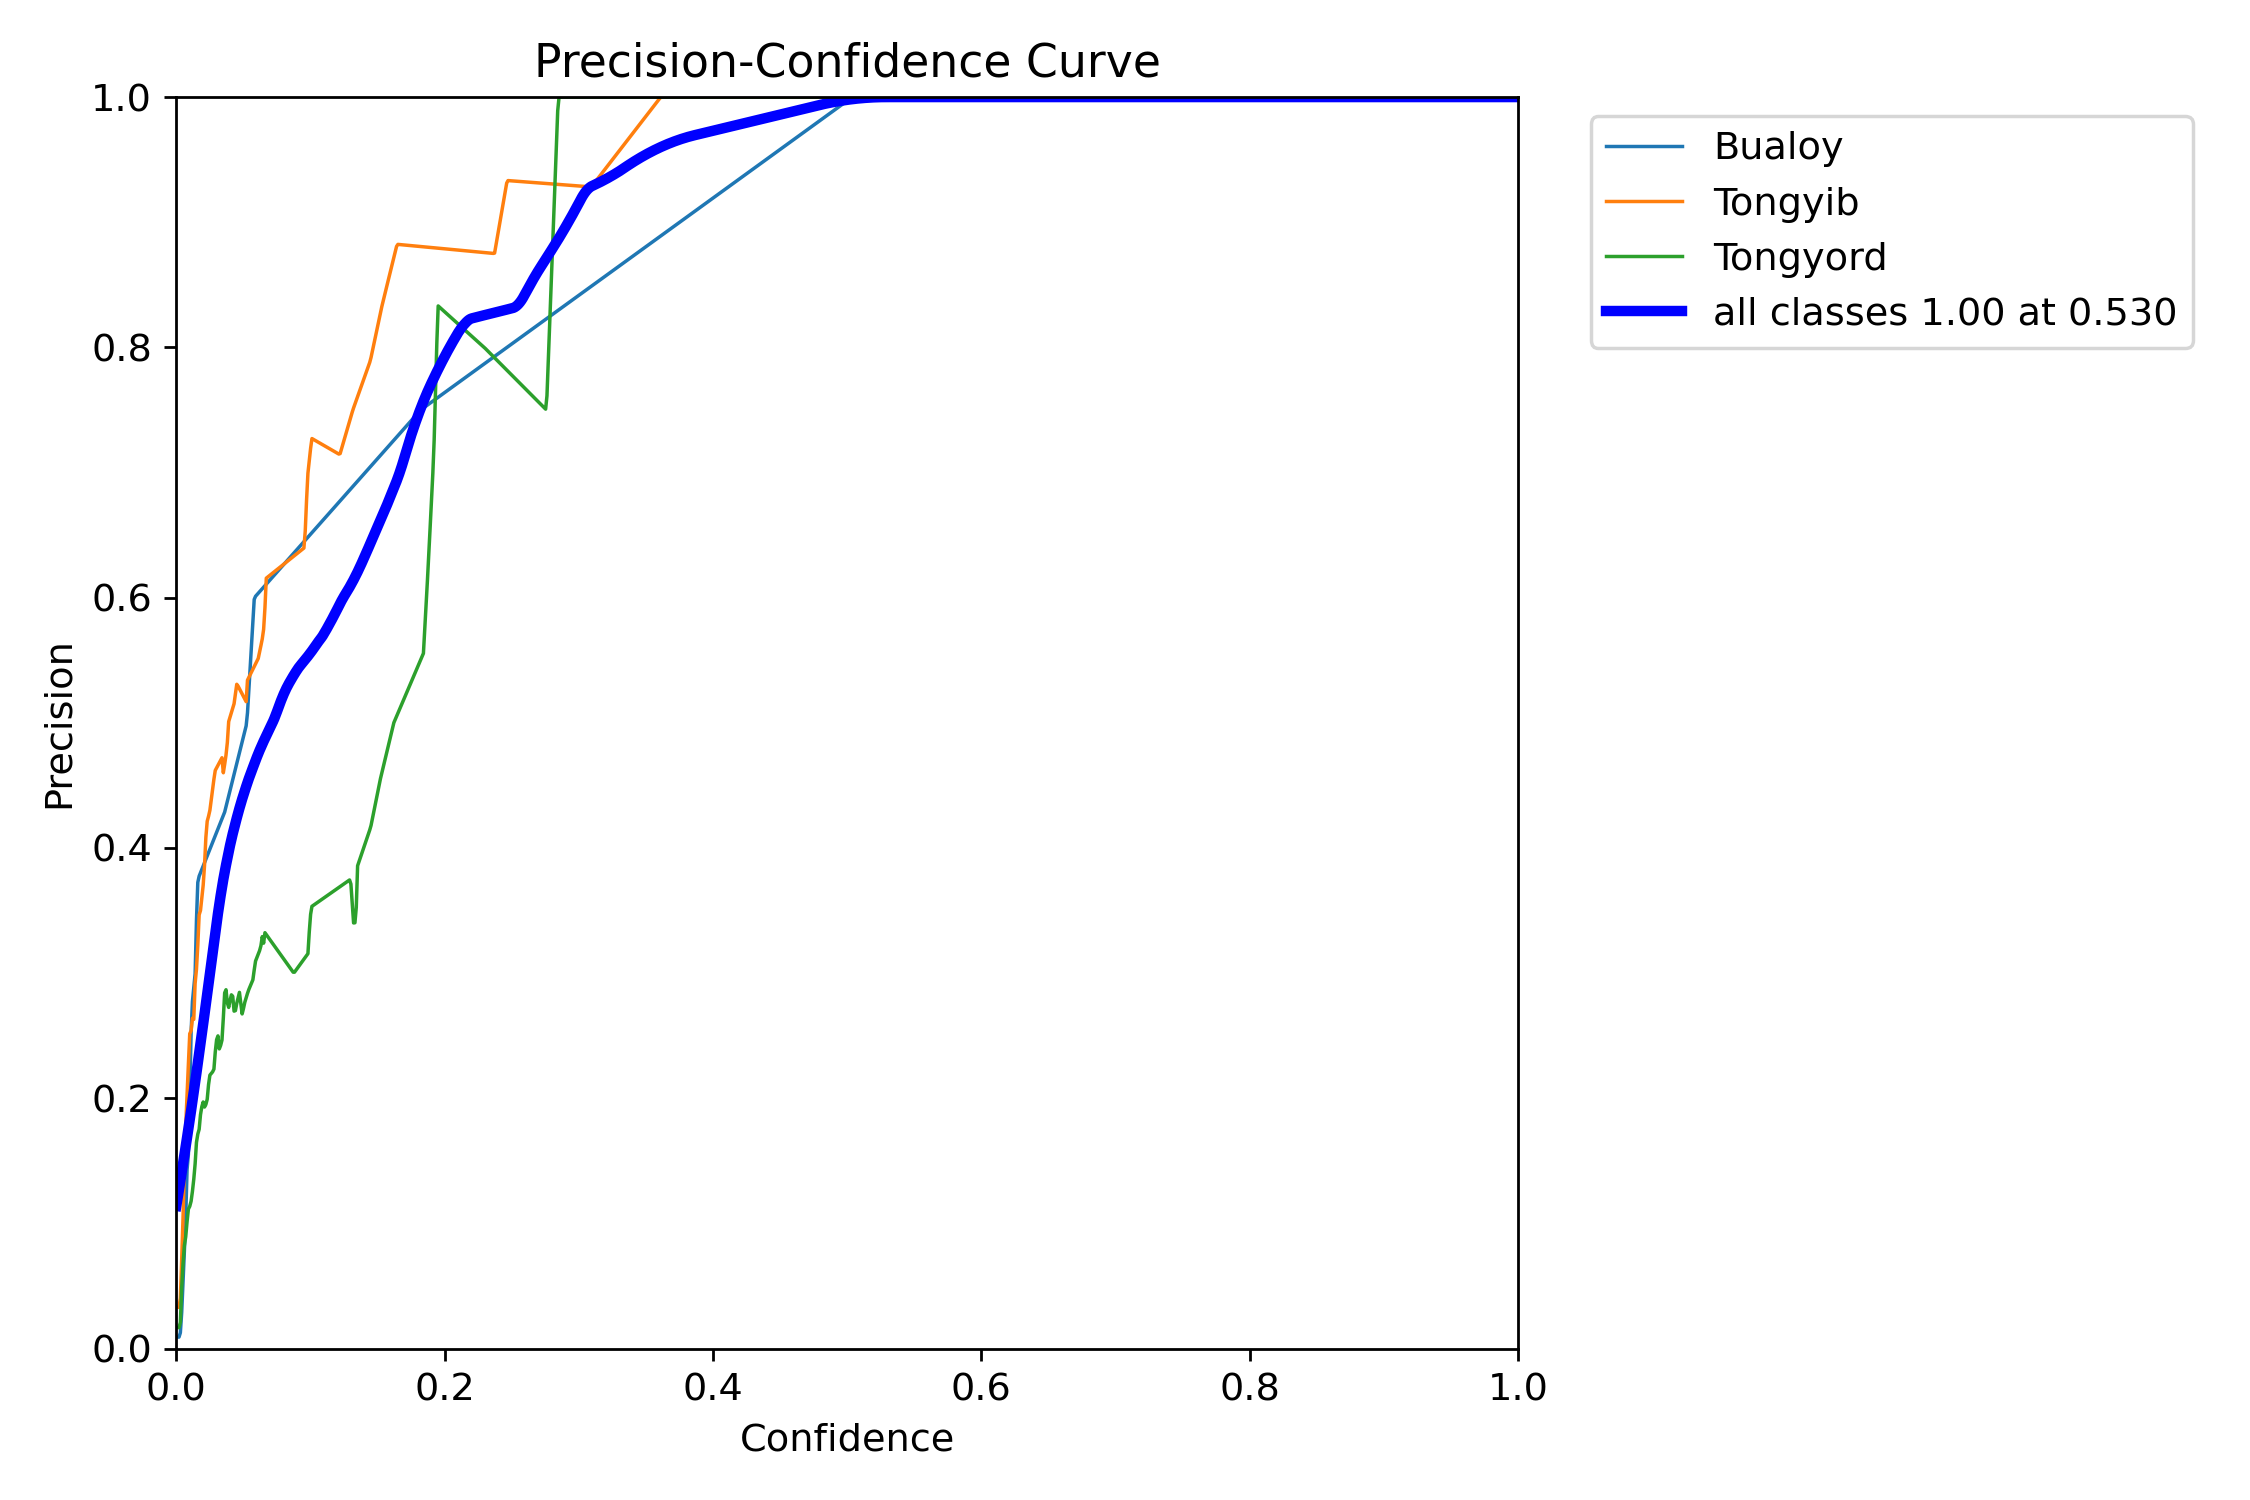 Precision-Confidence Curve
1.0
0.8
0.6
0.4
0.2
0.0
Precision
0.0 0.2 0.4 0.6 0.8 1.0
Confidence
Bualoy
Tongyib
Tongyord
all classes 1.00 at 0.530